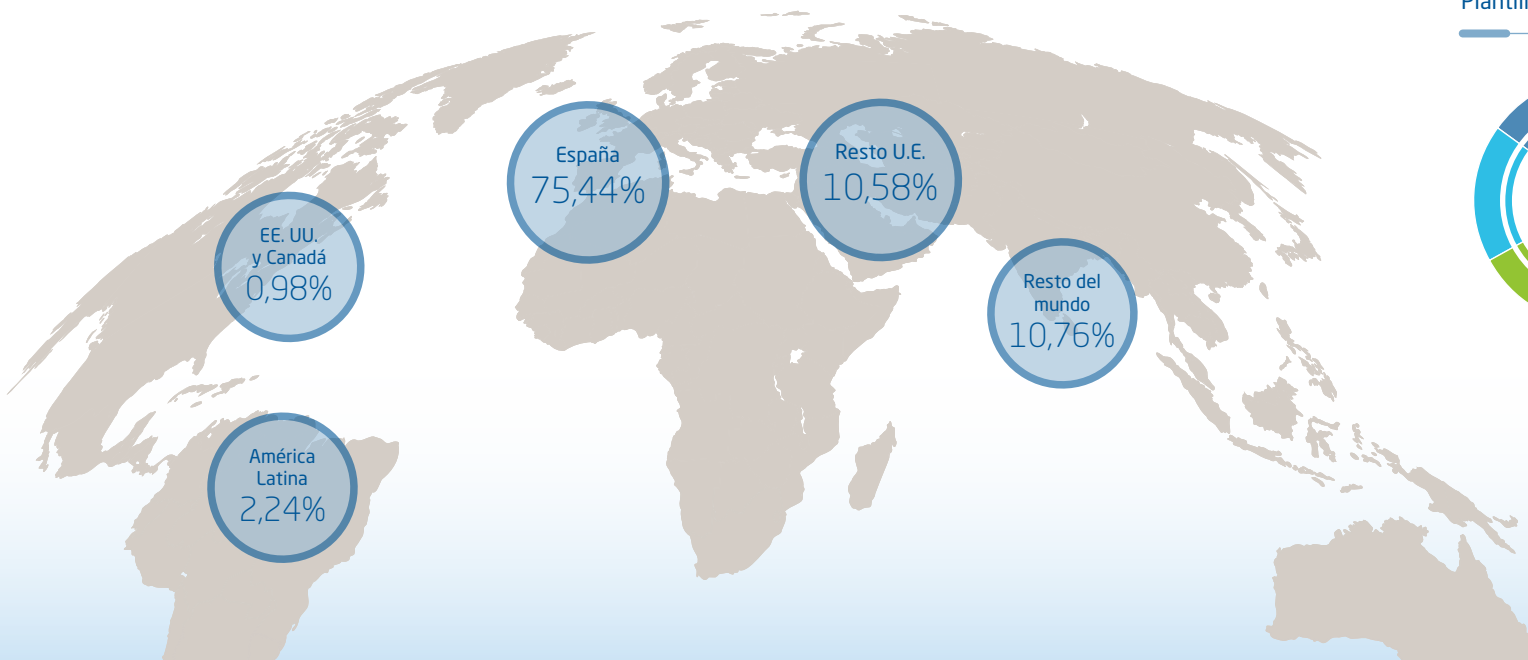 España
75,44%
Resto U.E.
10,58%
EE. UU.
y Canadá
0,98%
Resto del
mundo
10,76%
América
Latina
2,24%